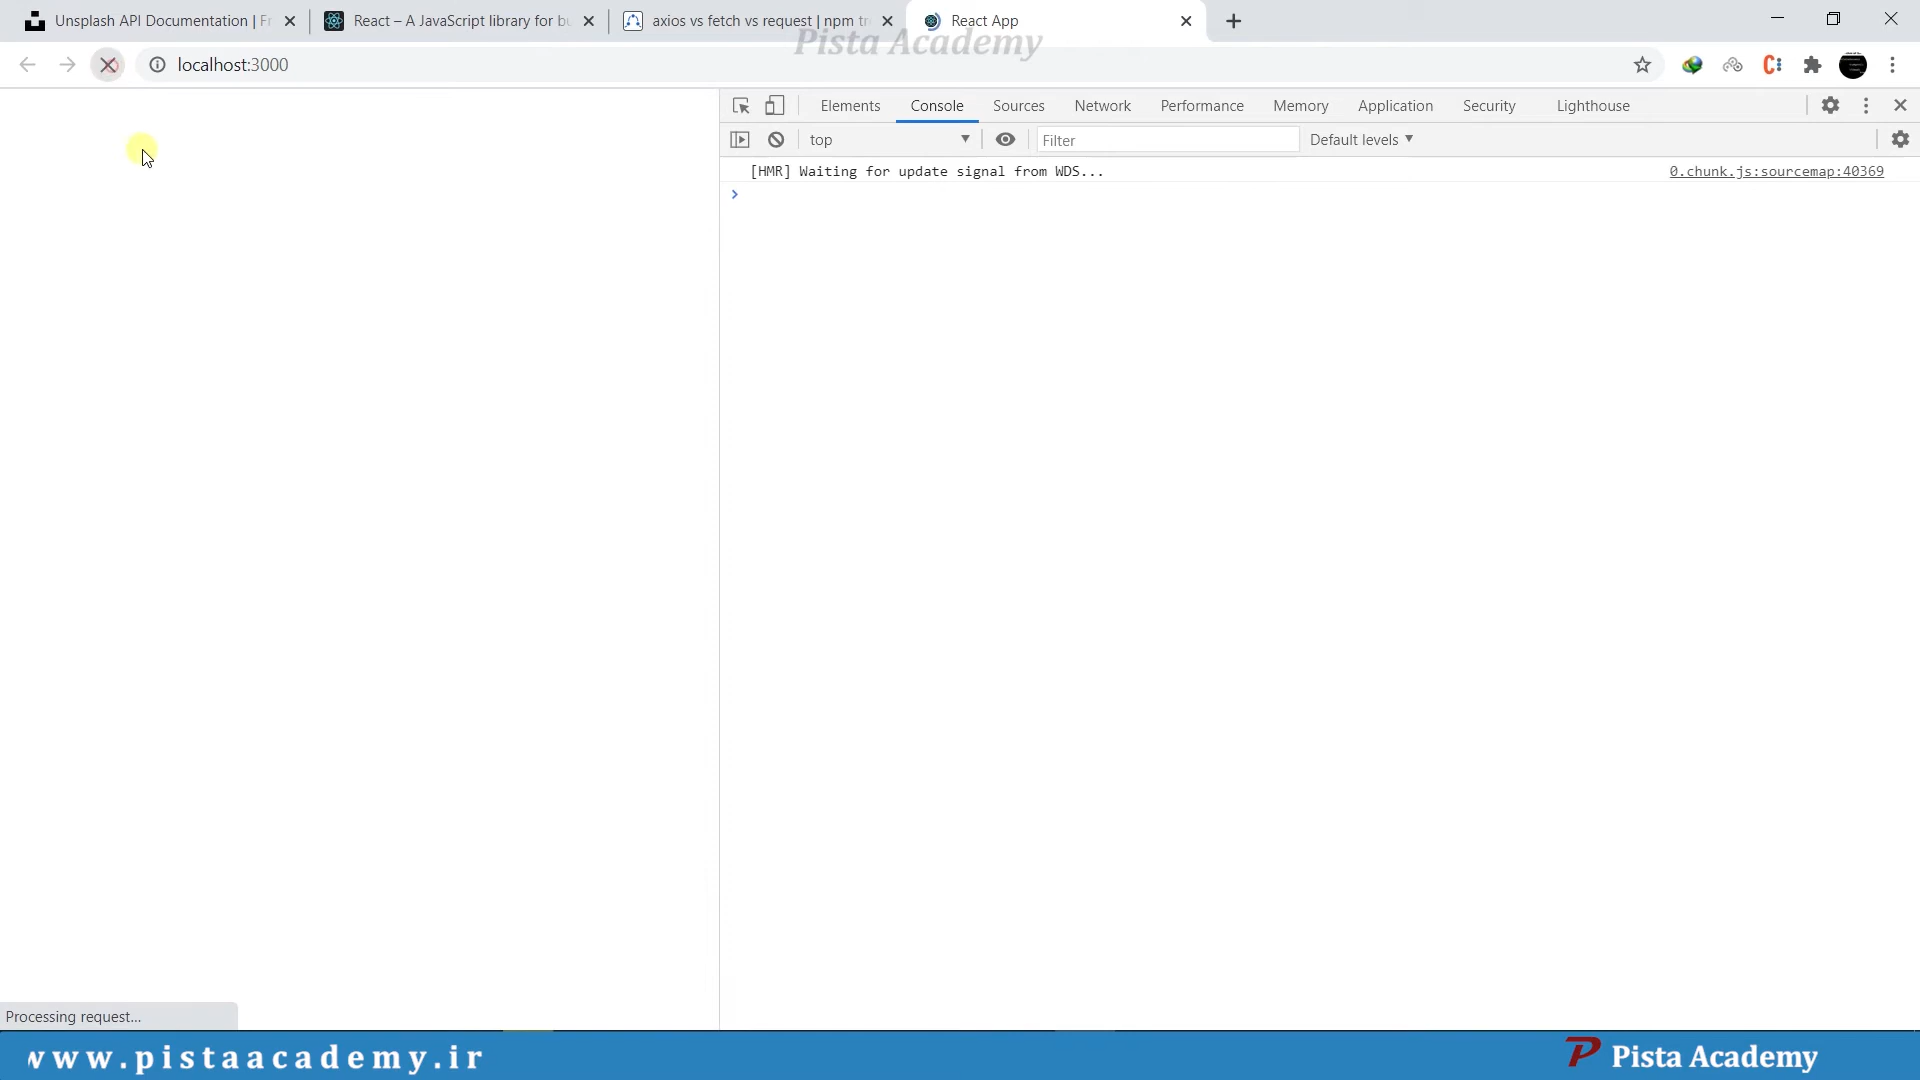 Unsplash API Documentation | Fr
React – A JavaScript library for bu
axios vs fetch vs request | npm tre
React App
Pista Academy
localhost:3000
Elements
Console
Sources
Network
Performance
Memory
Application
Security
Lighthouse
top
Filter
Default levels
[HMR] Waiting for update signal from WDS...
0.chunk.js:sourcemap:40369
Processing request...
www.pistaacademy.ir
Pista Academy